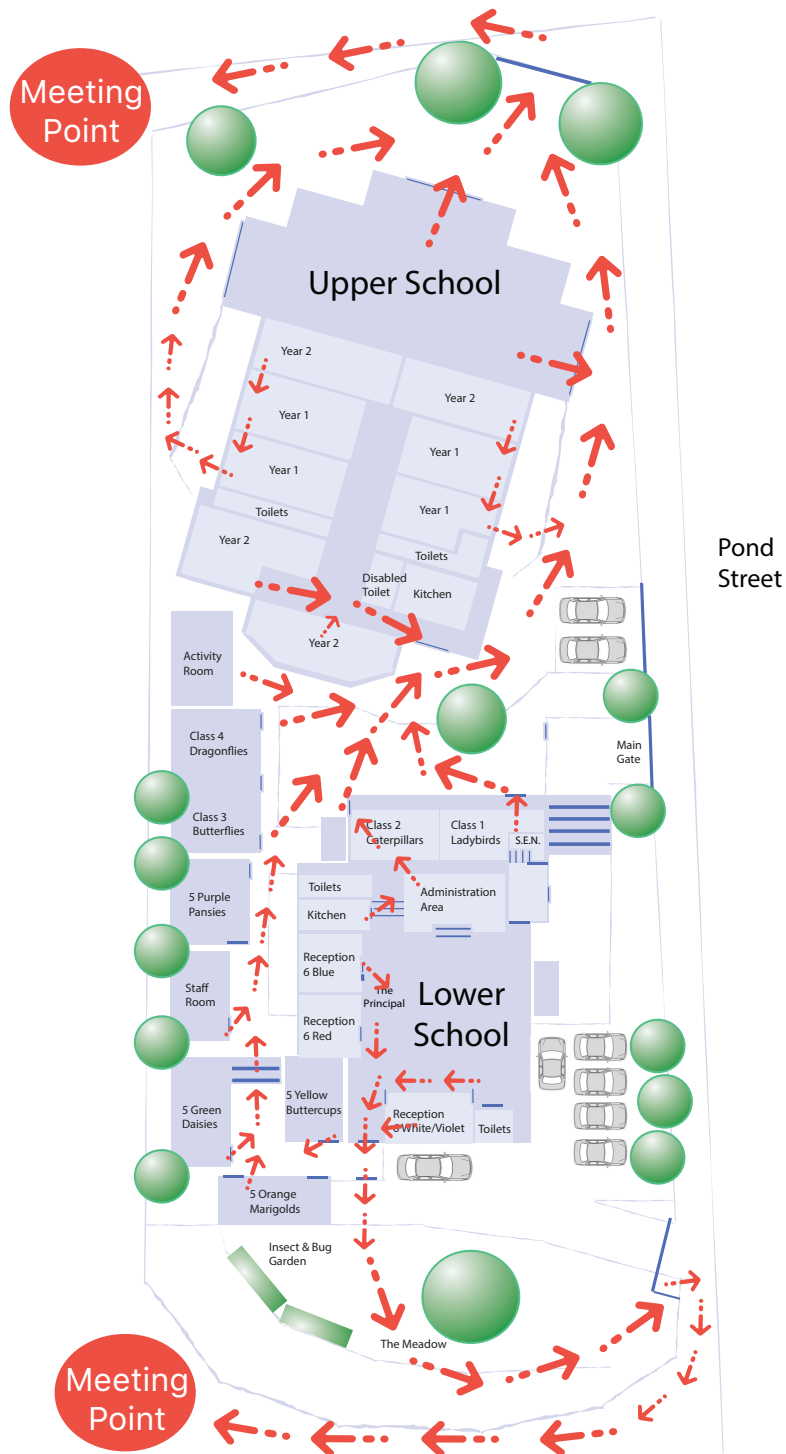 Meeting
Point
Upper School
Year 2
Year 2
Year 1
Year 1
Year 1
Year 1
Toilets
Year 2
Toilets
Disabled
Toilet
Kitchen
Year 2
Pond
Street
Activity
Room
Class 4
Dragonflies
Main
Gate
Class 3
Butterflies
Class 2
Caterpillars
Class 1
Ladybirds
S.E.N.
5 Purple
Pansies
Toilets
Kitchen
Administration
Area
Reception
6 Blue
Staff
Room
The
Principal
Lower
School
Reception
6 Red
5 Green
Daisies
5 Yellow
Buttercups
Reception
6 White/Violet
Toilets
5 Orange
Marigolds
Insect & Bug
Garden
The Meadow
Meeting
Point